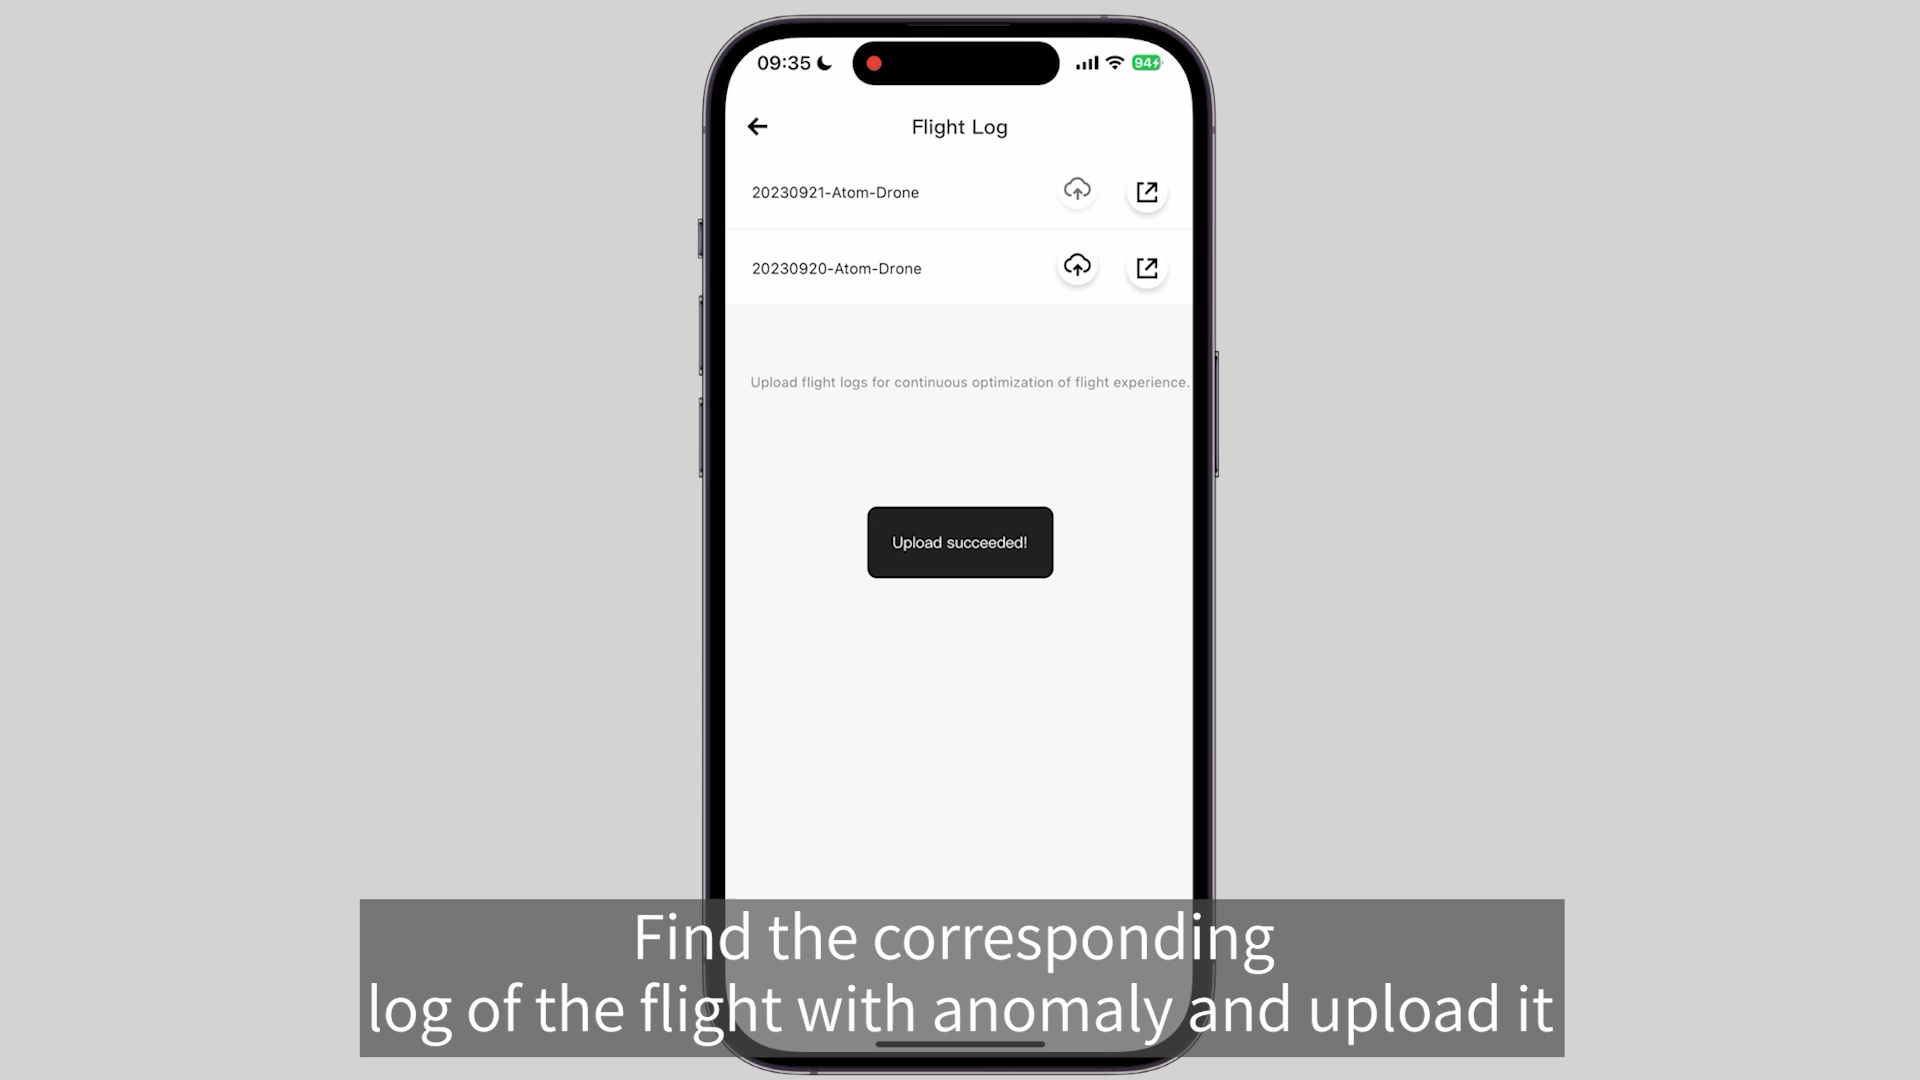 09:35
94
Flight Log
20230921-Atom-Drone
20230920-Atom-Drone
Upload flight logs for continuous optimization of flight experience.
Upload succeeded!
Find the corresponding
log of the flight with anomaly and upload it